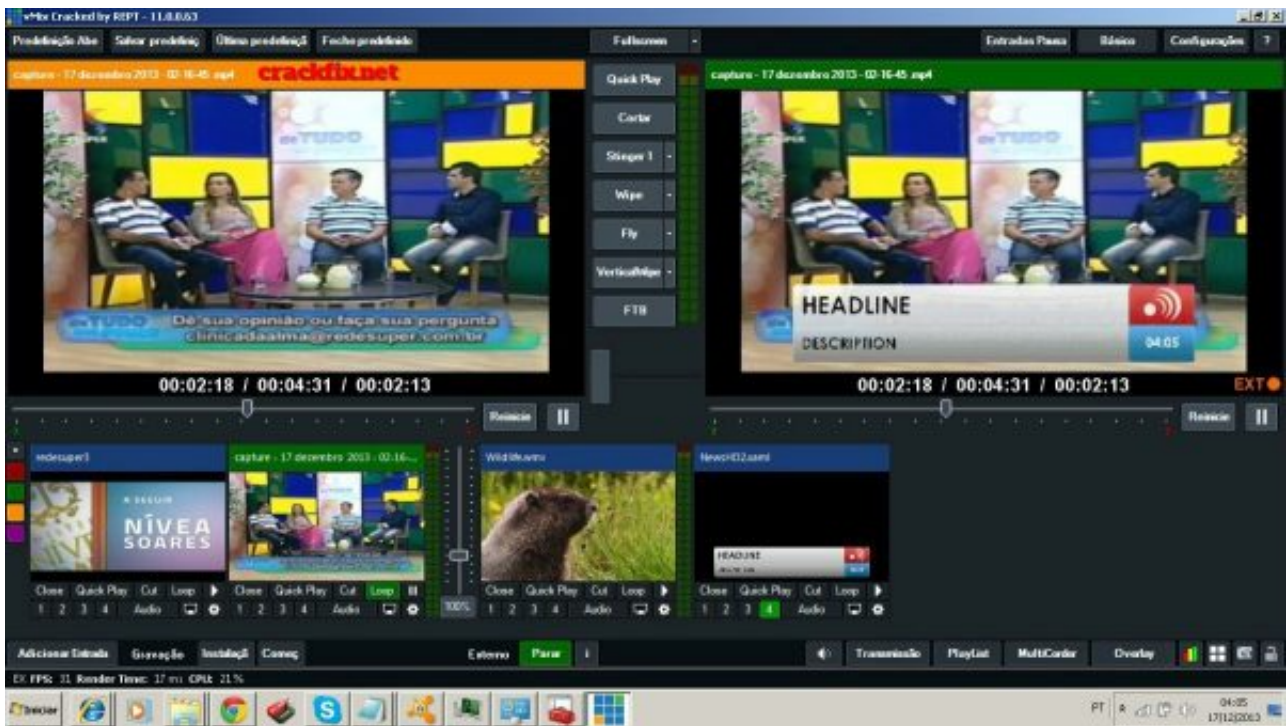 vMix Cracked by REPT - 11.0.0.63
Predefinição Abe Salvar predefiniç Última predefiniçã Feche predefinido Fullscreen Entradas Pausa Básico Configurações ?
capture - 17 dezembro 2013 - 02-16-45 .mp4 crackfix.net
capture - 17 dezembro 2013 - 02-16-45 .mp4
Quick Play
Cortar
Stinger 1
Wipe
Fly
VerticalWipe
FTB
de TUDO
Dê sua opinião ou faça sua pergunta
clinicadaalma@redesuper.com.br
00:02:18 / 00:04:31 / 00:02:13
de TUDO
HEADLINE
DESCRIPTION
04:05
00:02:18 / 00:04:31 / 00:02:13
EXT
Reinicie
Reinicie
redesuper3
capture - 17 dezembro 2013 - 02-16-...
Wildlife.wmv
NewsHD2.xaml
A SEGUIR
NÍVEA
SOARES
HEADLINE
Close Quick Play Cut Loop
1 2 3 4 Audio
Close Quick Play Cut Loop
1 2 3 4 Audio
100%
Close Quick Play Cut Loop
1 2 3 4 Audio
Close Quick Play Cut Loop
1 2 3 4 Audio
Adicionar Entrada Gravação Instalaçã Começ Externo Parar i Transmissão PlayList MultiCorder Overlay
EX FPS: 31 Render Time: 17 ms CPU: 21 %
Iniciar
PT
04:05
17/12/2013